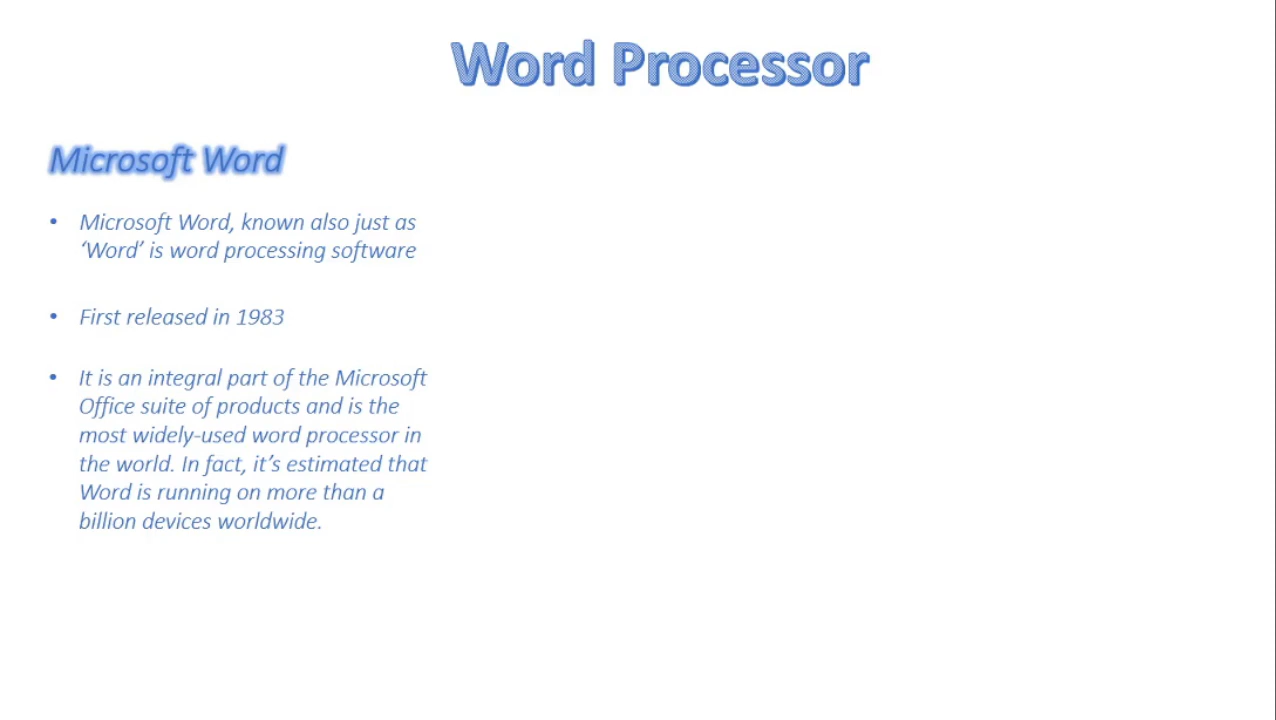 Word Processor
Microsoft Word
• Microsoft Word, known also just as
‘Word’ is word processing software
• First released in 1983
• It is an integral part of the Microsoft
Office suite of products and is the
most widely-used word processor in
the world. In fact, it’s estimated that
Word is running on more than a
billion devices worldwide.